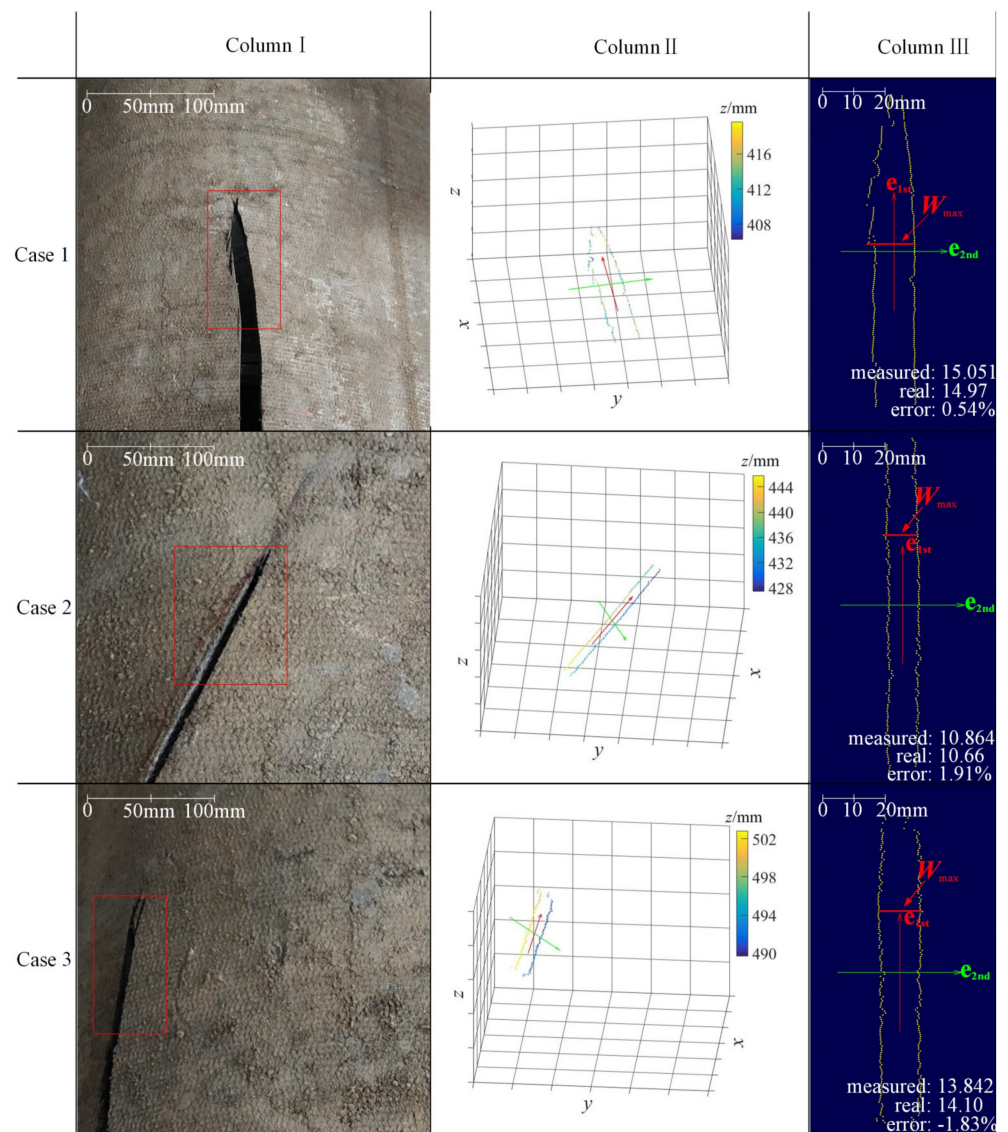 Column Ⅰ
Column Ⅱ
Column Ⅲ
Case 1
0 50mm 100mm
z/mm
416
412
408
z
x
y
0 10 20mm
e1st
Wmax
e2nd
measured: 15.051
real: 14.97
error: 0.54%
Case 2
0 50mm 100mm
z/mm
444
440
436
432
428
z
x
y
0 10 20mm
Wmax
e1st
e2nd
measured: 10.864
real: 10.66
error: 1.91%
Case 3
0 50mm 100mm
z/mm
502
498
494
490
z
x
y
0 10 20mm
Wmax
e1st
e2nd
measured: 13.842
real: 14.10
error: -1.83%